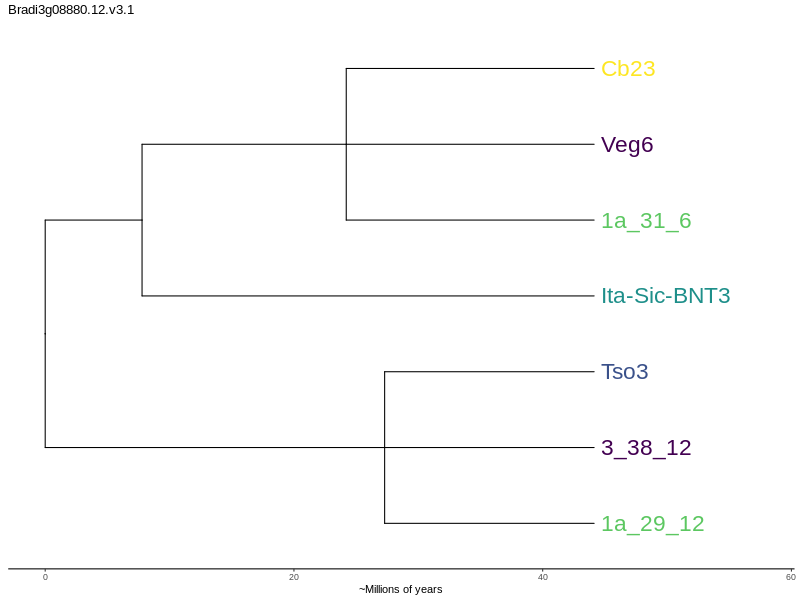 Bradi3g08880.12.v3.1
Cb23
Veg6
1a_31_6
Ita-Sic-BNT3
Tso3
3_38_12
1a_29_12
0 20 40 60
~Millions of years